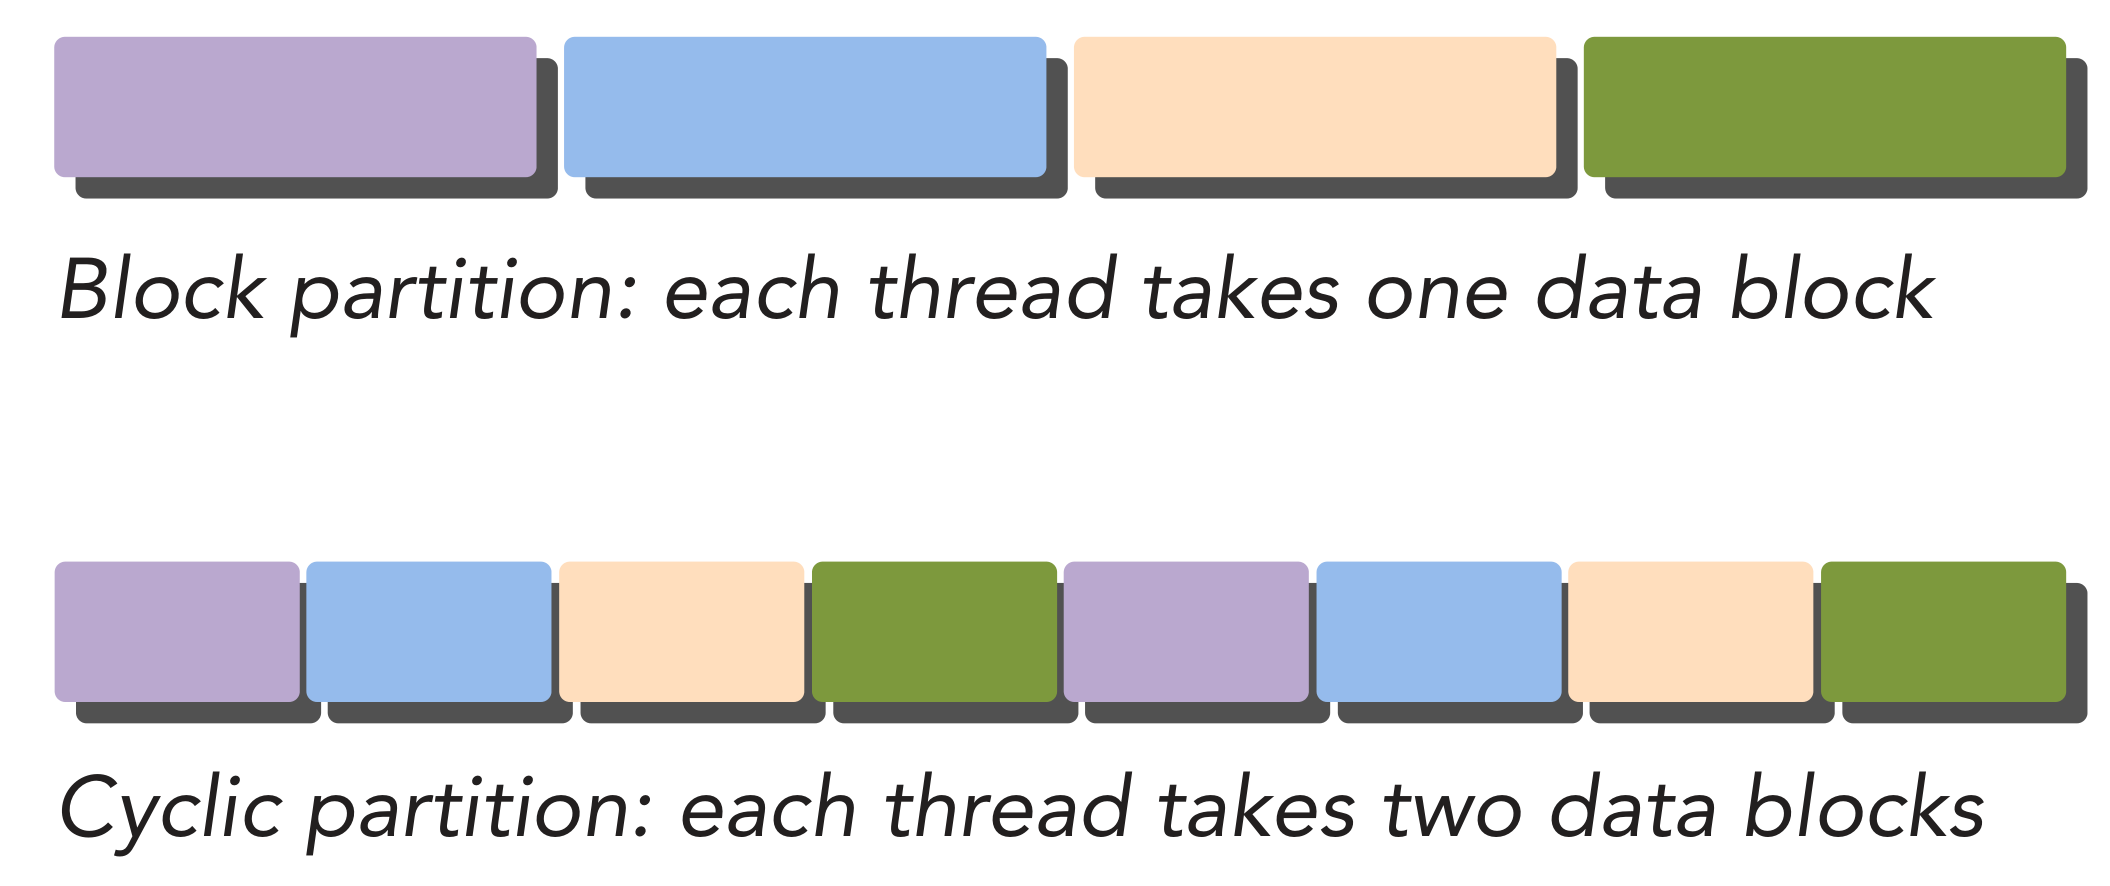 Block partition: each thread takes one data block
Cyclic partition: each thread takes two data blocks